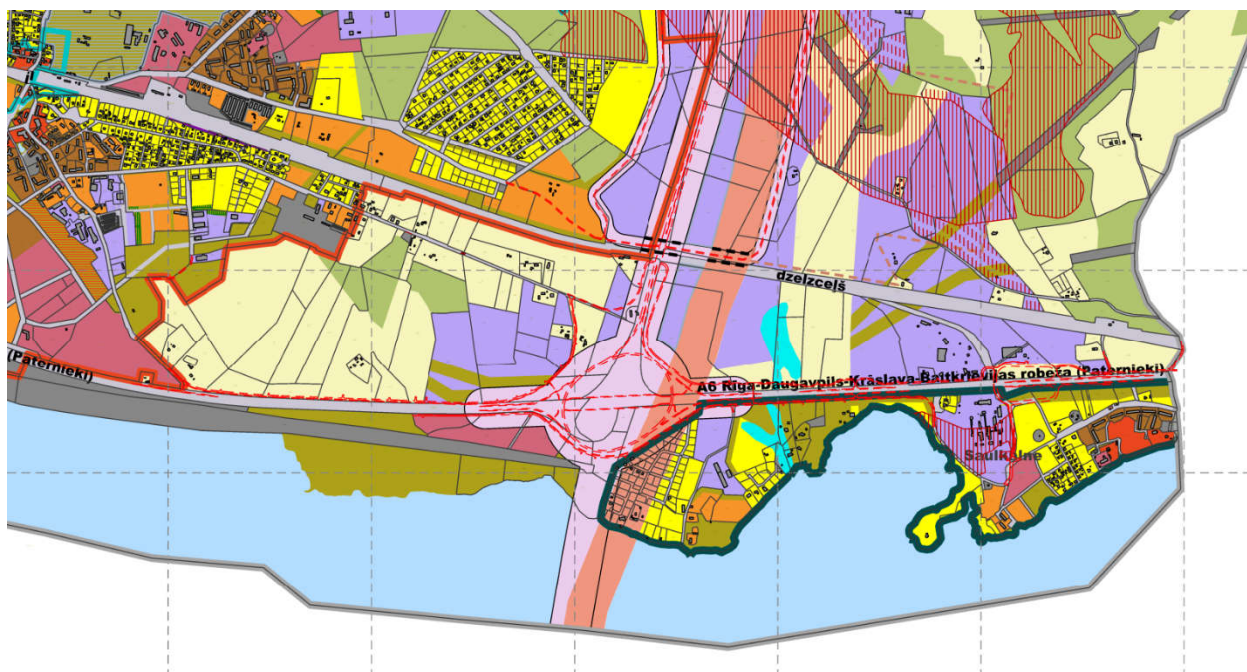 dzelzceļš
(Paternieki)
A6 Rīga-Daugavpils-Krāslava-Baltkrievijas robeža (Paternieki)
Saulkalne